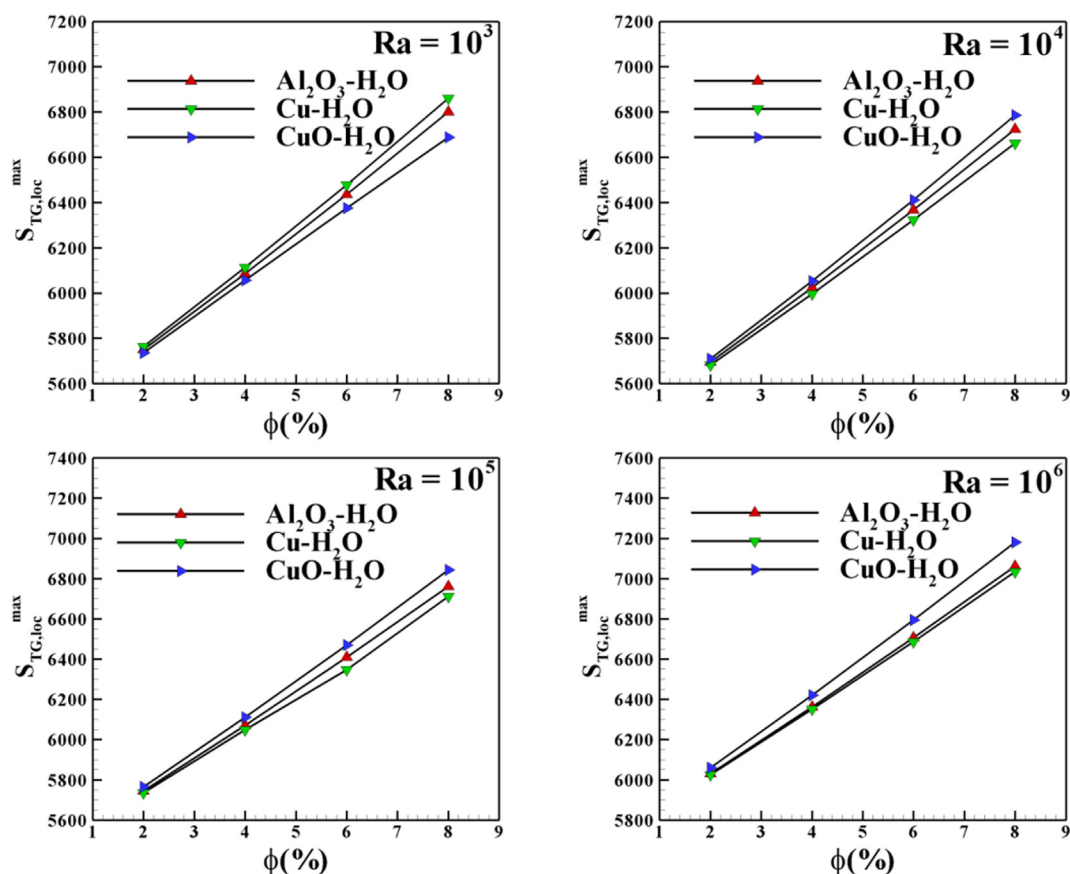 7200
7000
6800
6600
6400
6200
6000
5800
5600
S_TG,loc^max
Ra = 10³
Al₂O₃-H₂O
Cu-H₂O
CuO-H₂O
1 2 3 4 5 6 7 8 9
ϕ(%)
7200
7000
6800
6600
6400
6200
6000
5800
5600
S_TG,loc^max
Ra = 10⁴
Al₂O₃-H₂O
Cu-H₂O
CuO-H₂O
1 2 3 4 5 6 7 8 9
ϕ(%)
7400
7200
7000
6800
6600
6400
6200
6000
5800
5600
S_TG,loc^max
Ra = 10⁵
Al₂O₃-H₂O
Cu-H₂O
CuO-H₂O
1 2 3 4 5 6 7 8 9
ϕ(%)
7600
7400
7200
7000
6800
6600
6400
6200
6000
5800
S_TG,loc^max
Ra = 10⁶
Al₂O₃-H₂O
Cu-H₂O
CuO-H₂O
1 2 3 4 5 6 7 8 9
ϕ(%)